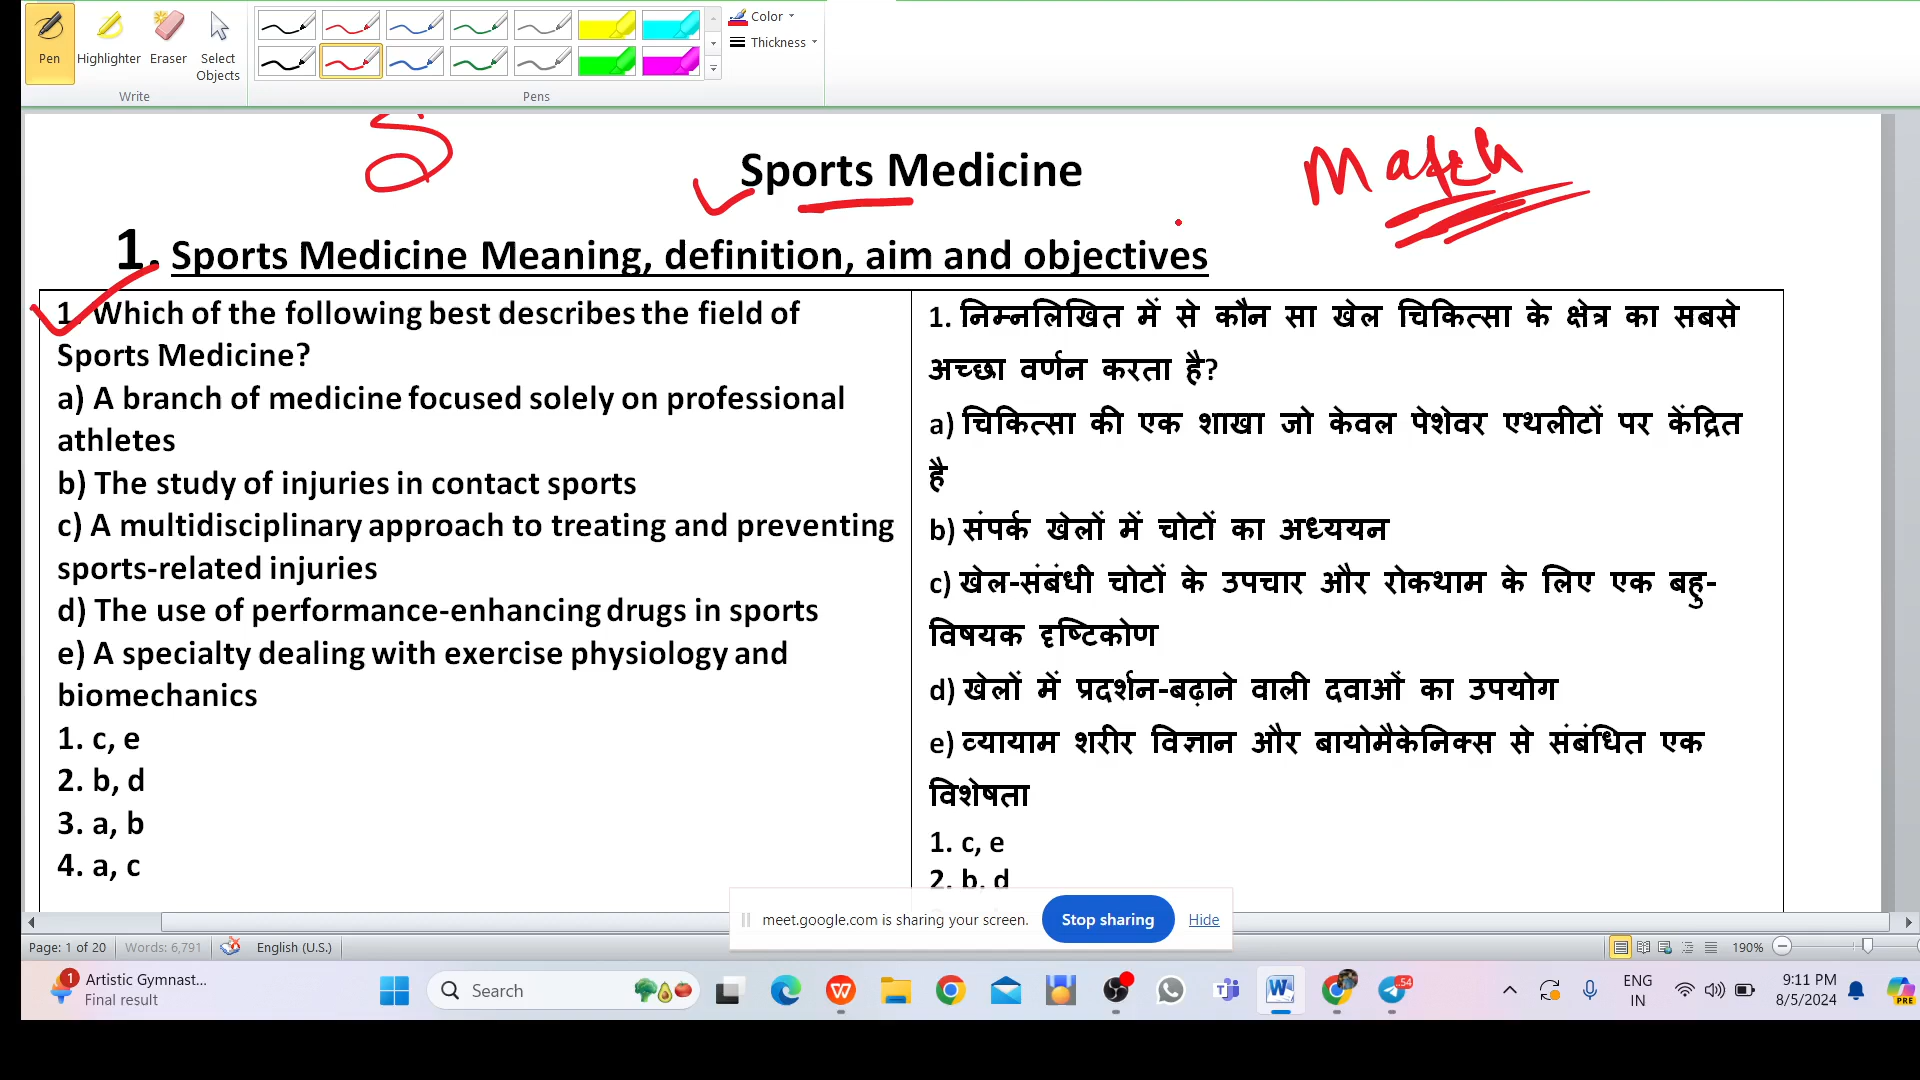 Color
Pen
Highlighter
Eraser
Select
Objects
Thickness
Write
Pens
Sports Medicine
Match
1. Sports Medicine Meaning, definition, aim and objectives
1. Which of the following best describes the field of
Sports Medicine?
a) A branch of medicine focused solely on professional
athletes
b) The study of injuries in contact sports
c) A multidisciplinary approach to treating and preventing
sports-related injuries
d) The use of performance-enhancing drugs in sports
e) A specialty dealing with exercise physiology and
biomechanics
1. c, e
2. b, d
3. a, b
4. a, c
1. निम्नलिखित में से कौन सा खेल चिकित्सा के क्षेत्र का सबसे
अच्छा वर्णन करता है?
a) चिकित्सा की एक शाखा जो केवल पेशेवर एथलीटों पर केंद्रित
है
b) संपर्क खेलों में चोटों का अध्ययन
c) खेल-संबंधी चोटों के उपचार और रोकथाम के लिए एक बहु-
विषयक दृष्टिकोण
d) खेलों में प्रदर्शन-बढ़ाने वाली दवाओं का उपयोग
e) व्यायाम शरीर विज्ञान और बायोमैकेनिक्स से संबंधित एक
विशेषता
1. c, e
2. b, d
meet.google.com is sharing your screen.
Stop sharing
Hide
Page: 1 of 20
Words: 6,791
English (U.S.)
190%
1
Artistic Gymnast...
Final result
Search
54
ENG
IN
9:11 PM
8/5/2024
PRE